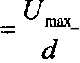 = U_max / d